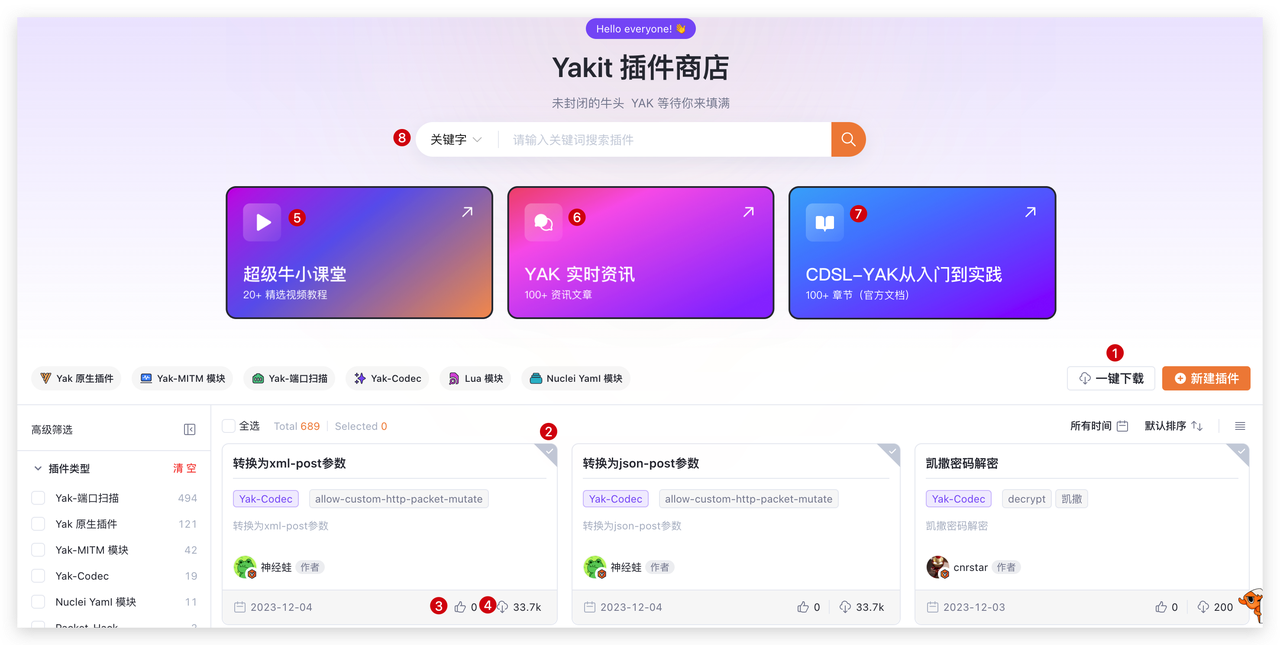 Hello everyone! 👋
Yakit 插件商店
未封闭的牛头 YAK 等待你来填满
8 关键字 请输入关键词搜索插件
5
超级牛小课堂
20+ 精选视频教程
6
YAK 实时资讯
100+ 资讯文章
7
CDSL-YAK从入门到实践
100+ 章节（官方文档）
1
Yak 原生插件 Yak-MITM 模块 Yak-端口扫描 Yak-Codec Lua 模块 Nuclei Yaml 模块 一键下载 新建插件
高级筛选
插件类型 清空
Yak-端口扫描 494
Yak 原生插件 121
Yak-MITM 模块 42
Yak-Codec 19
Nuclei Yaml 模块 11
全选 Total 689 Selected 0 2 所有时间 默认排序
转换为xml-post参数
Yak-Codec allow-custom-http-packet-mutate
转换为xml-post参数
神经蛙 作者
2023-12-04 3 0 4 33.7k
转换为json-post参数
Yak-Codec allow-custom-http-packet-mutate
转换为json-post参数
神经蛙 作者
2023-12-04 0 33.7k
凯撒密码解密
Yak-Codec decrypt 凯撒
凯撒密码解密
cnrstar 作者
2023-12-03 0 200